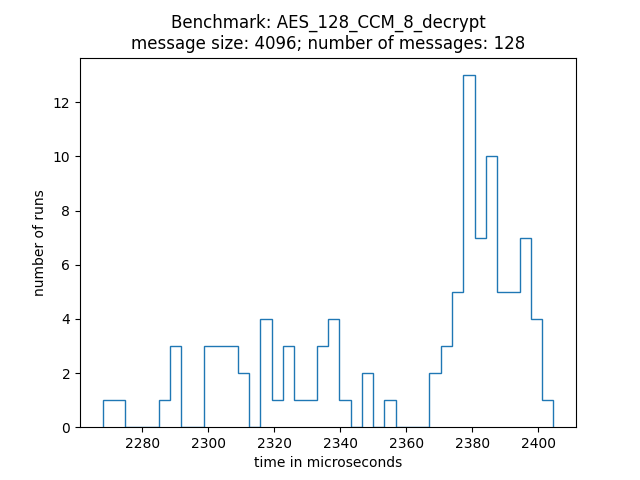 Benchmark: AES_128_CCM_8_decrypt
message size: 4096; number of messages: 128
12
10
8
6
4
2
0
number of runs
2280 2300 2320 2340 2360 2380 2400
time in microseconds